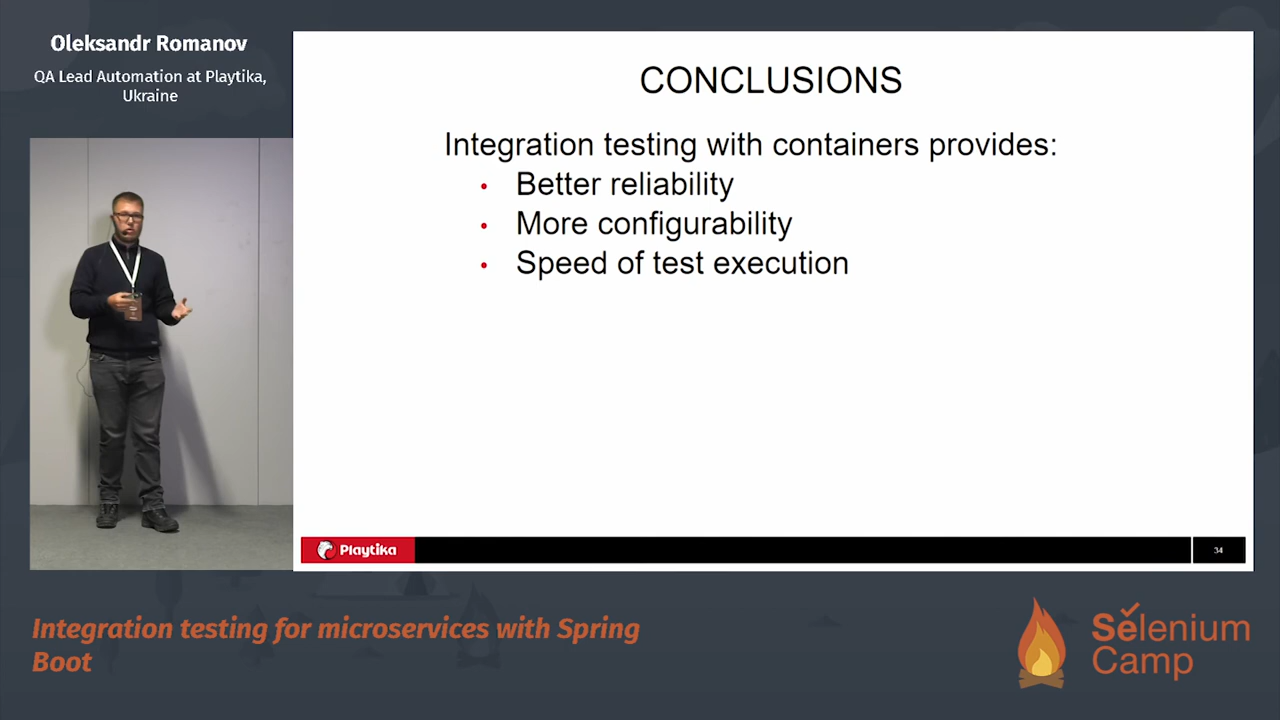 Oleksandr Romanov
QA Lead Automation at Playtika,
Ukraine
CONCLUSIONS
Integration testing with containers provides:
• Better reliability
• More configurability
• Speed of test execution
Playtika
34
Integration testing for microservices with Spring
Boot
Selenium
Camp